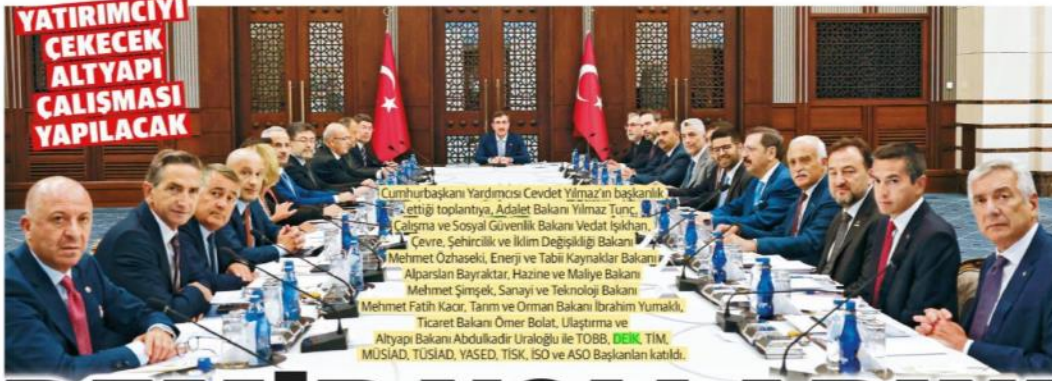 YATIRIMCIYI
ÇEKECEK
ALTYAPI
ÇALIŞMASI
YAPILACAK
Cumhurbaşkanı Yardımcısı Cevdet Yılmaz'ın başkanlık
ettiği toplantıya, Adalet Bakanı Yılmaz Tunç,
Çalışma ve Sosyal Güvenlik Bakanı Vedat Işıkhan,
Çevre, Şehircilik ve İklim Değişikliği Bakanı
Mehmet Özhaseki, Enerji ve Tabii Kaynaklar Bakanı
Alparslan Bayraktar, Hazine ve Maliye Bakanı
Mehmet Şimşek, Sanayi ve Teknoloji Bakanı
Mehmet Fatih Kacır, Tarım ve Orman Bakanı İbrahim Yumaklı,
Ticaret Bakanı Ömer Bolat, Ulaştırma ve
Altyapı Bakanı Abdulkadir Uraloğlu ile TOBB, DEİK, TİM,
MÜSİAD, TÜSİAD, YASED, TİSK, İSO ve ASO Başkanları katıldı.